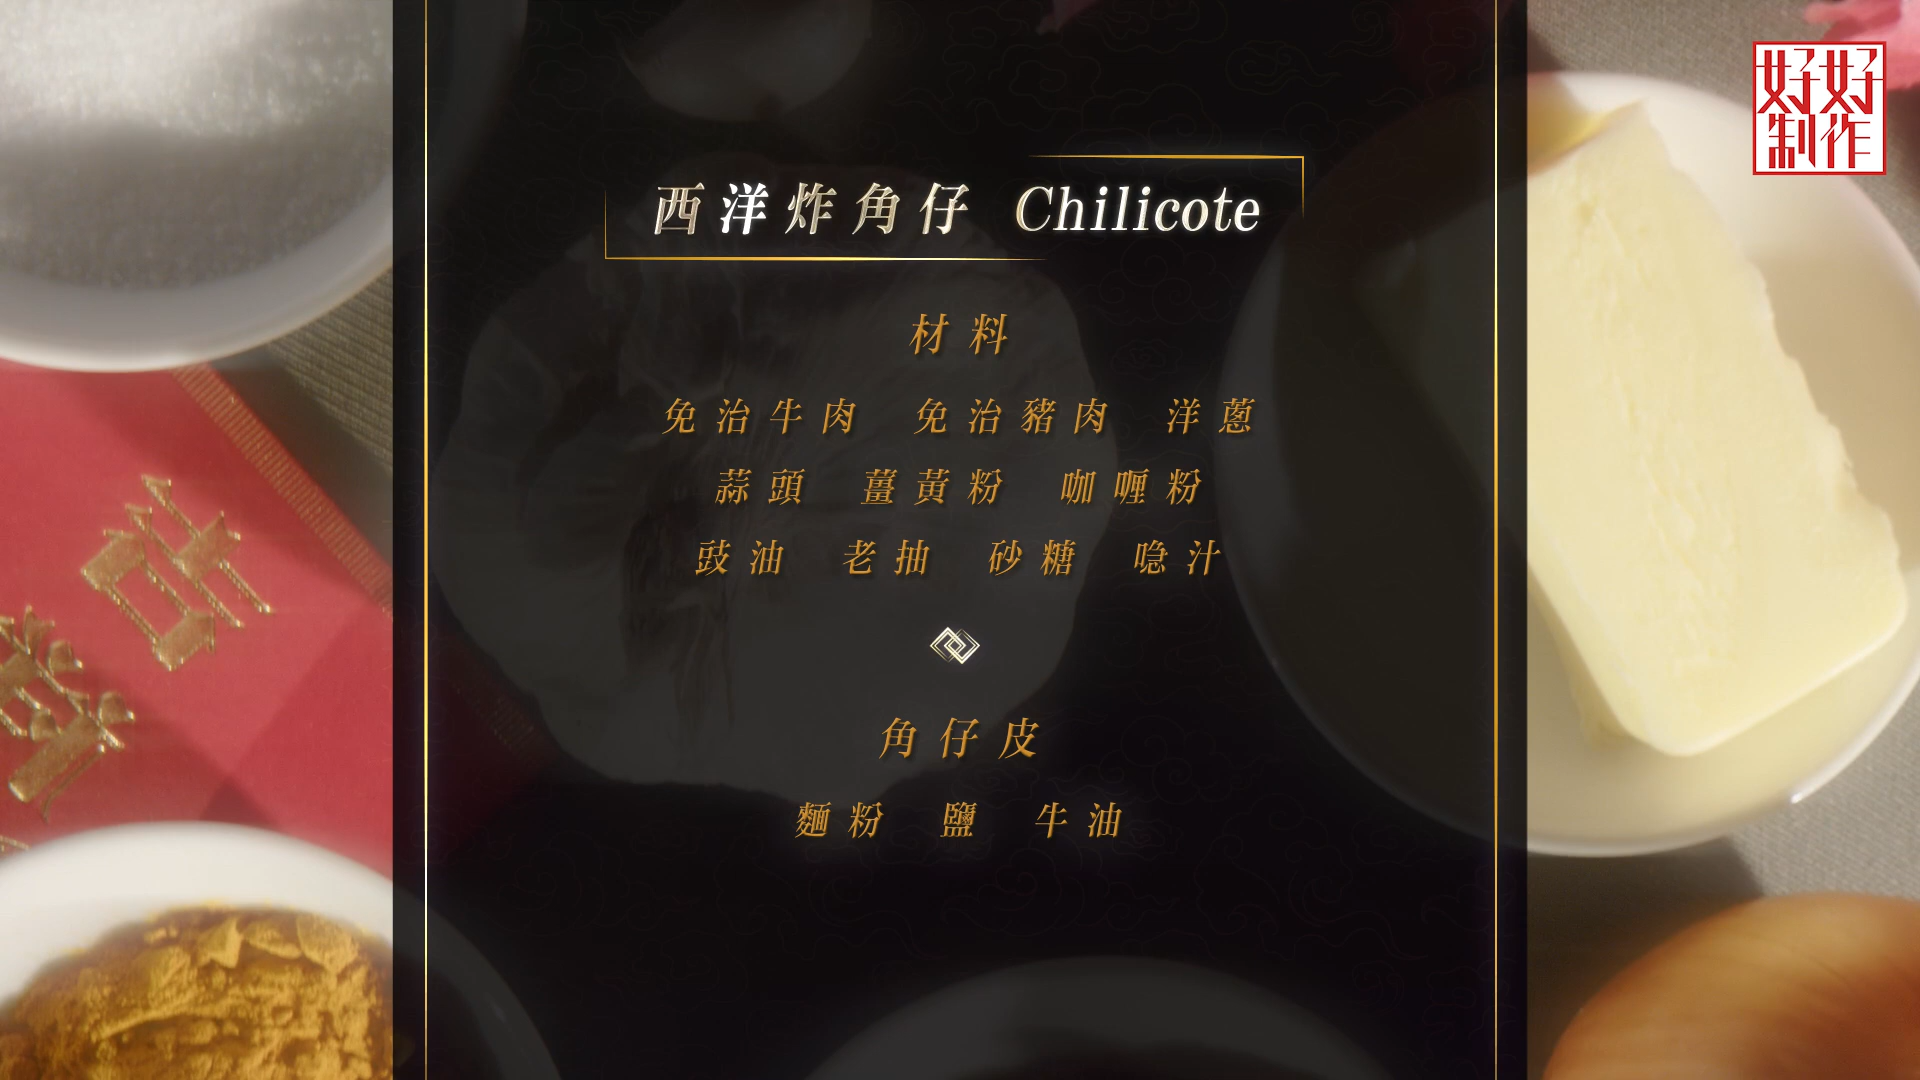 好好
制作
西洋炸角仔 Chilicote
材料
免治牛肉 免治豬肉 洋蔥
蒜頭 薑黃粉 咖喱粉
豉油 老抽 砂糖 喼汁
角仔皮
麵粉 鹽 牛油
吉